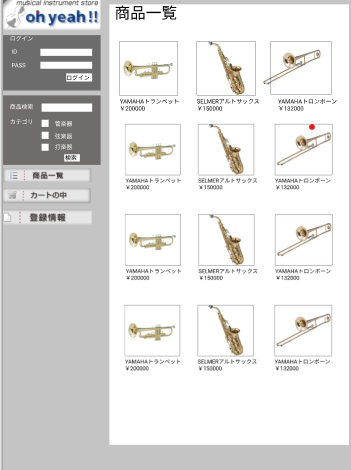 musical instrument store
oh yeah!!
ログイン
ID
PASS
ログイン
商品検索
カテゴリ
管楽器
弦楽器
打楽器
検索
商品一覧
カートの中
登録情報
商品一覧
YAMAHAトランペット
￥200000
SELMERアルトサックス
￥150000
YAMAHAトロンボーン
￥132000
YAMAHAトランペット
￥200000
SELMERアルトサックス
￥150000
YAMAHAトロンボーン
￥132000
YAMAHAトランペット
￥200000
SELMERアルトサックス
￥150000
YAMAHAトロンボーン
￥132000
YAMAHAトランペット
￥200000
SELMERアルトサックス
￥150000
YAMAHAトロンボーン
￥132000